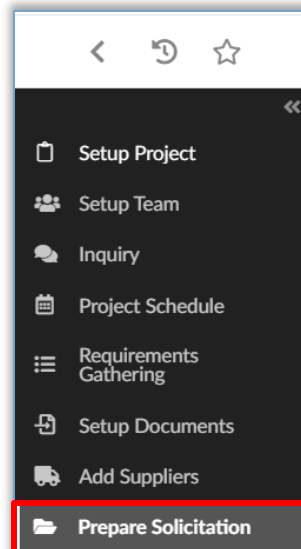 Setup Project
Setup Team
Inquiry
Project Schedule
Requirements
Gathering
Setup Documents
Add Suppliers
Prepare Solicitation